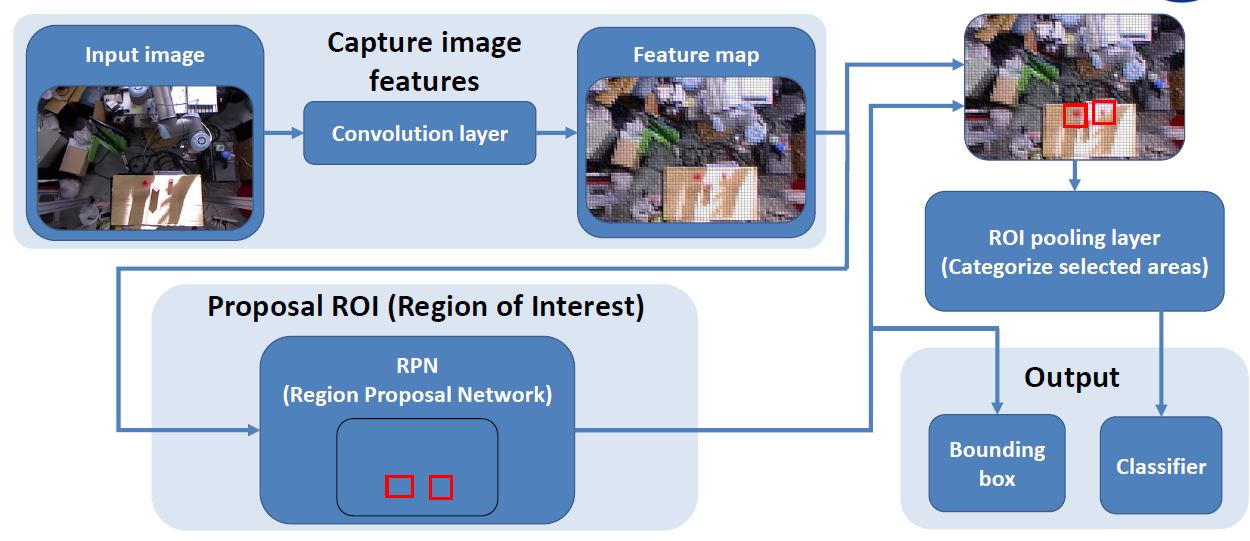 Input image
Capture image
features
Convolution layer
Feature map
ROI pooling layer
(Categorize selected areas)
Proposal ROI (Region of Interest)
RPN
(Region Proposal Network)
Output
Bounding
box
Classifier